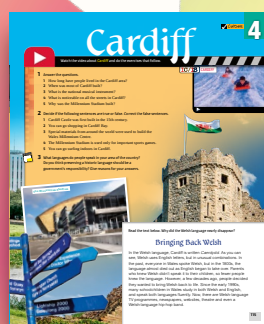 Cardiff
4
Watch the video about Cardiff and do the exercises that follow.
1 Answer the questions.
1 How long have people lived in the Cardiff area?
2 When was most of Cardiff built?
3 What is the national monument?
4 What is noticeable on all the streets in Cardiff?
5 Why was the Millennium Stadium built?
2 Decide if the following sentences are true or false. Correct the false sentences.
1 Cardiff Castle was first built in the 15th century.
2 You can go shopping in Cardiff Bay.
3 Special materials from around the world were used to build the
Wales Millennium Centre.
4 The Millennium Stadium is used only for important sports games.
5 You can go surfing indoors in Cardiff.
3 What languages do people speak in your area of the country?
Do you think preserving a historic language should be a
government's responsibility? Give reasons for your answers.
Read the text below. Why did the Welsh language nearly disappear?
Bringing Back Welsh
In the Welsh language, Cardiff is written Caerdydd. As you can
see, Welsh uses English letters, but in unusual combinations. In
the past, everyone in Wales spoke Welsh, but in the 1800s, the
language almost died out as English began to take over. Parents
who knew Welsh didn't speak it to their children, so fewer people
knew the language. However, a few decades ago, people decided
they wanted to bring Welsh back to life. Since the early 1990s,
many schoolchildren in Wales study in both Welsh and English,
and speak both languages fluently. Now, there are Welsh language
TV programmes, newspapers, websites, theatre and even a
Welsh-language hip-hop band.